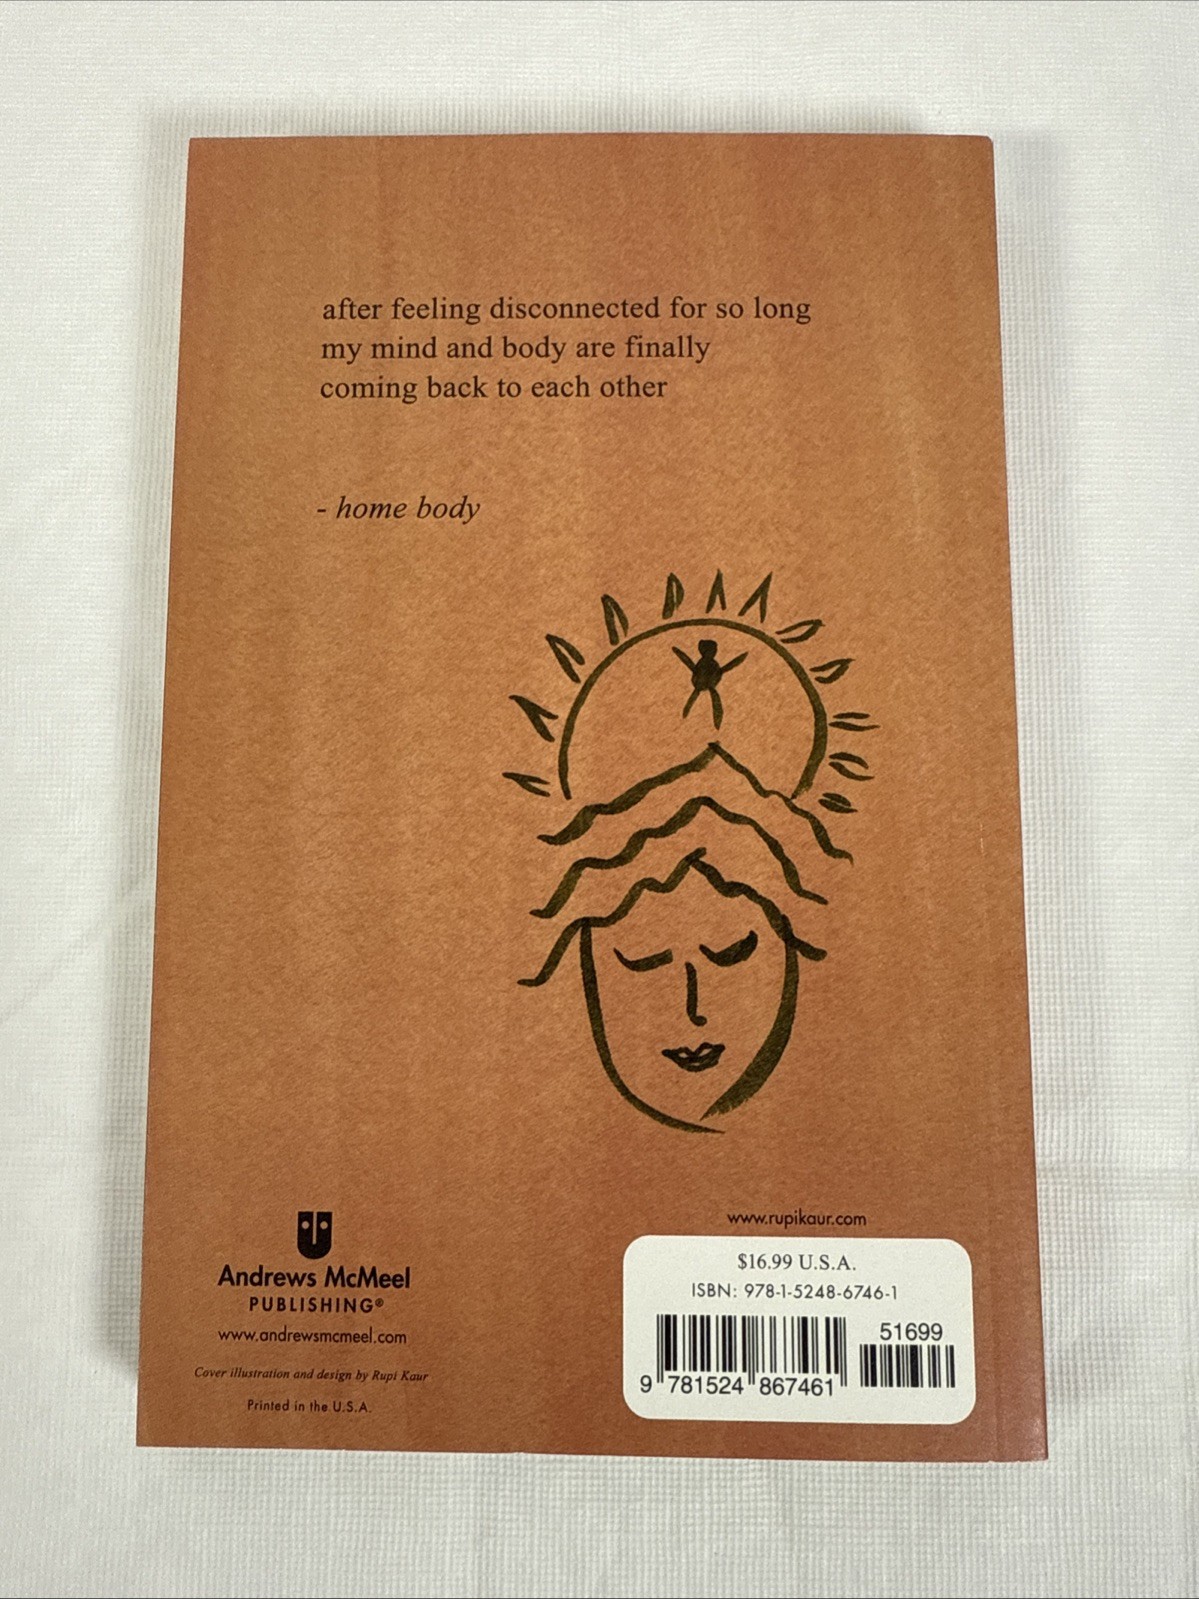 after feeling disconnected for so long
my mind and body are finally
coming back to each other
- home body
Andrews McMeel
PUBLISHING®
www.andrewsmcmeel.com
Cover illustration and design by Rupi Kaur
Printed in the U.S.A.
www.rupikaur.com
$16.99 U.S.A.
ISBN: 978-1-5248-6746-1
51699
9 781524 867461